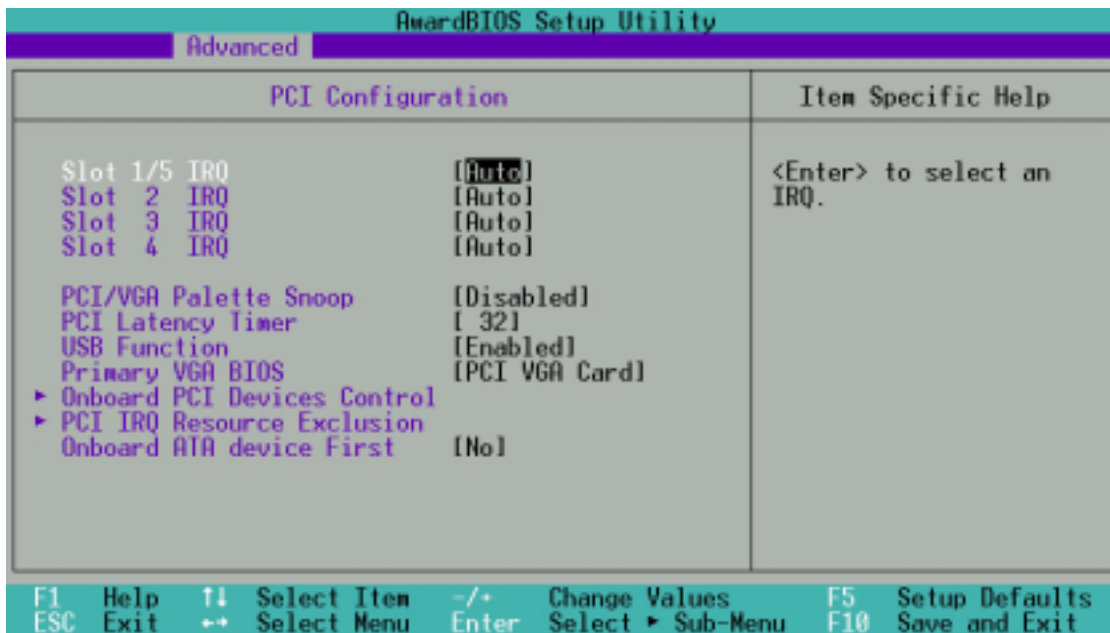 AwardBIOS Setup Utility
Advanced
PCI Configuration
Item Specific Help
Slot 1/5 IRQ [Auto]
Slot 2 IRQ [Auto]
Slot 3 IRQ [Auto]
Slot 4 IRQ [Auto]
PCI/VGA Palette Snoop [Disabled]
PCI Latency Timer [ 32]
USB Function [Enabled]
Primary VGA BIOS [PCI VGA Card]
► Onboard PCI Devices Control
► PCI IRQ Resource Exclusion
Onboard ATA device First [No]
<Enter> to select an
IRQ.
F1 Help ↑↓ Select Item -/+ Change Values F5 Setup Defaults
ESC Exit ←→ Select Menu Enter Select ► Sub-Menu F10 Save and Exit